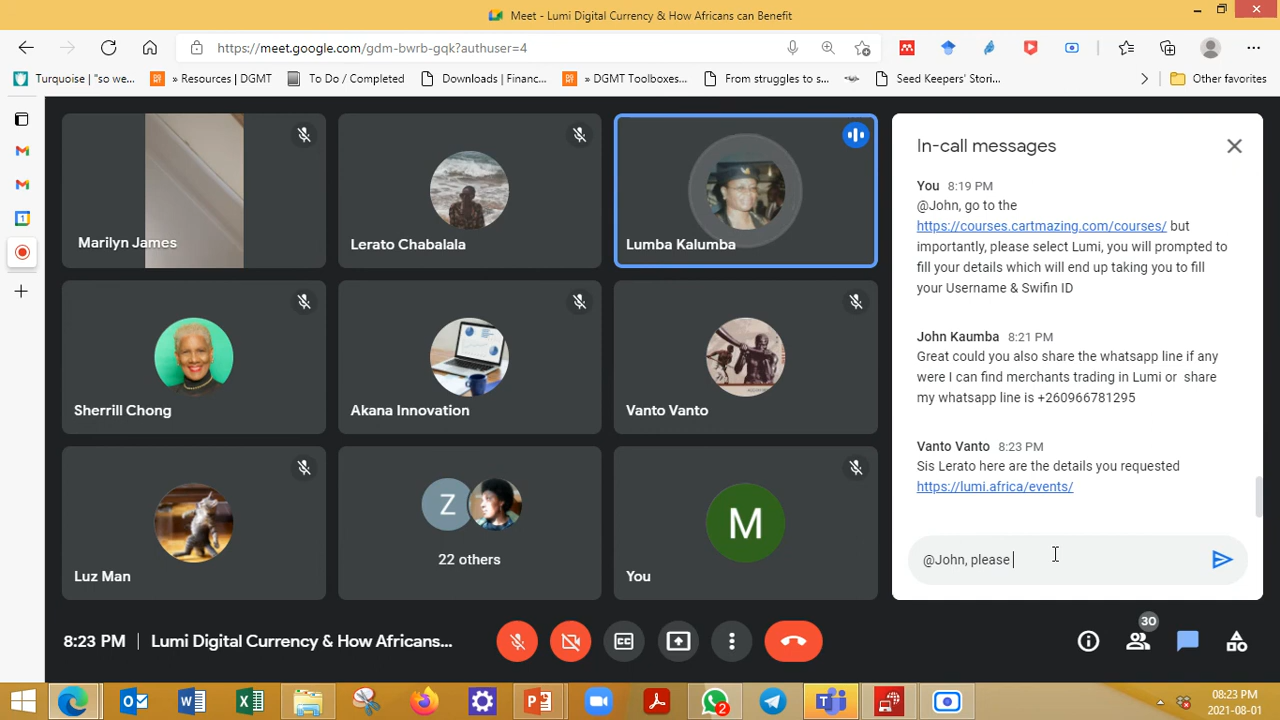 Meet - Lumi Digital Currency & How Africans can Benefit
https://meet.google.com/gdm-bwrb-gqk?authuser=4
Turquoise | "so we...
» Resources | DGMT
To Do / Completed
Downloads | Financ...
» DGMT Toolboxes...
From struggles to s...
Seed Keepers' Stori...
Other favorites
Marilyn James
Lerato Chabalala
Lumba Kalumba
Sherrill Chong
Akana Innovation
Vanto Vanto
Luz Man
Z
22 others
M
You
In-call messages
You 8:19 PM
@John, go to the
https://courses.cartmazing.com/courses/ but
importantly, please select Lumi, you will prompted to
fill your details which will end up taking you to fill
your Username & Swifin ID
John Kaumba 8:21 PM
Great could you also share the whatsapp line if any
were I can find merchants trading in Lumi or share
my whatsapp line is +260966781295
Vanto Vanto 8:23 PM
Sis Lerato here are the details you requested
https://lumi.africa/events/
@John, please
8:23 PM | Lumi Digital Currency & How Africans...
CC
30
2
08:23 PM
2021-08-01